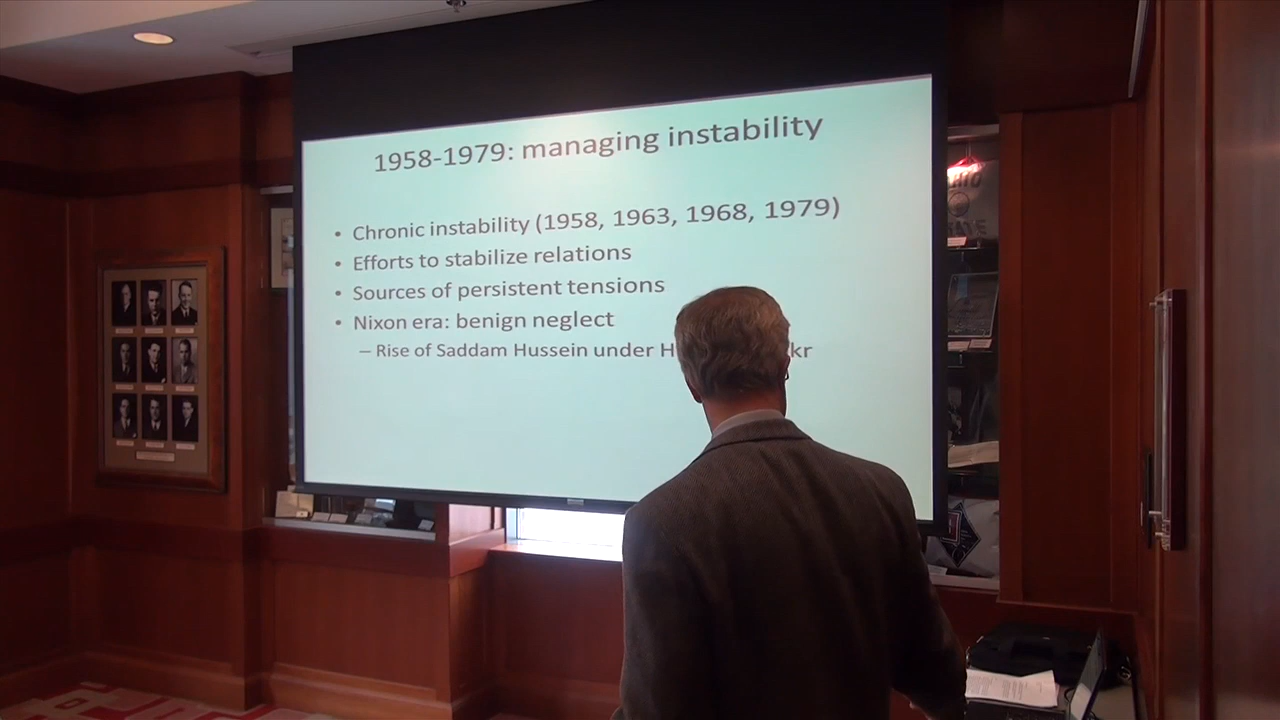 1958-1979: managing instability
• Chronic instability (1958, 1963, 1968, 1979)
• Efforts to stabilize relations
• Sources of persistent tensions
• Nixon era: benign neglect
– Rise of Saddam Hussein under H kr